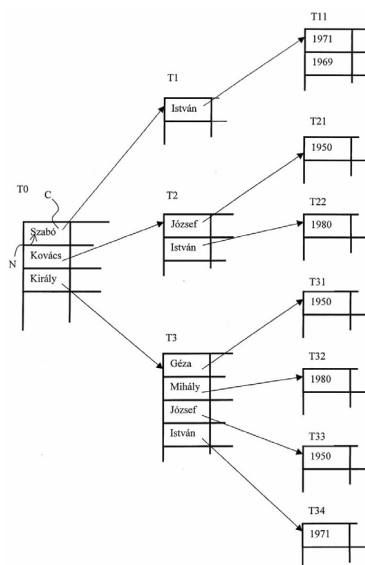 T0
C
N
Szabó
Kovács
Király
T1
István
T2
József
István
T3
Géza
Mihály
József
István
T11
1971
1969
T21
1950
T22
1980
T31
1950
T32
1980
T33
1950
T34
1971